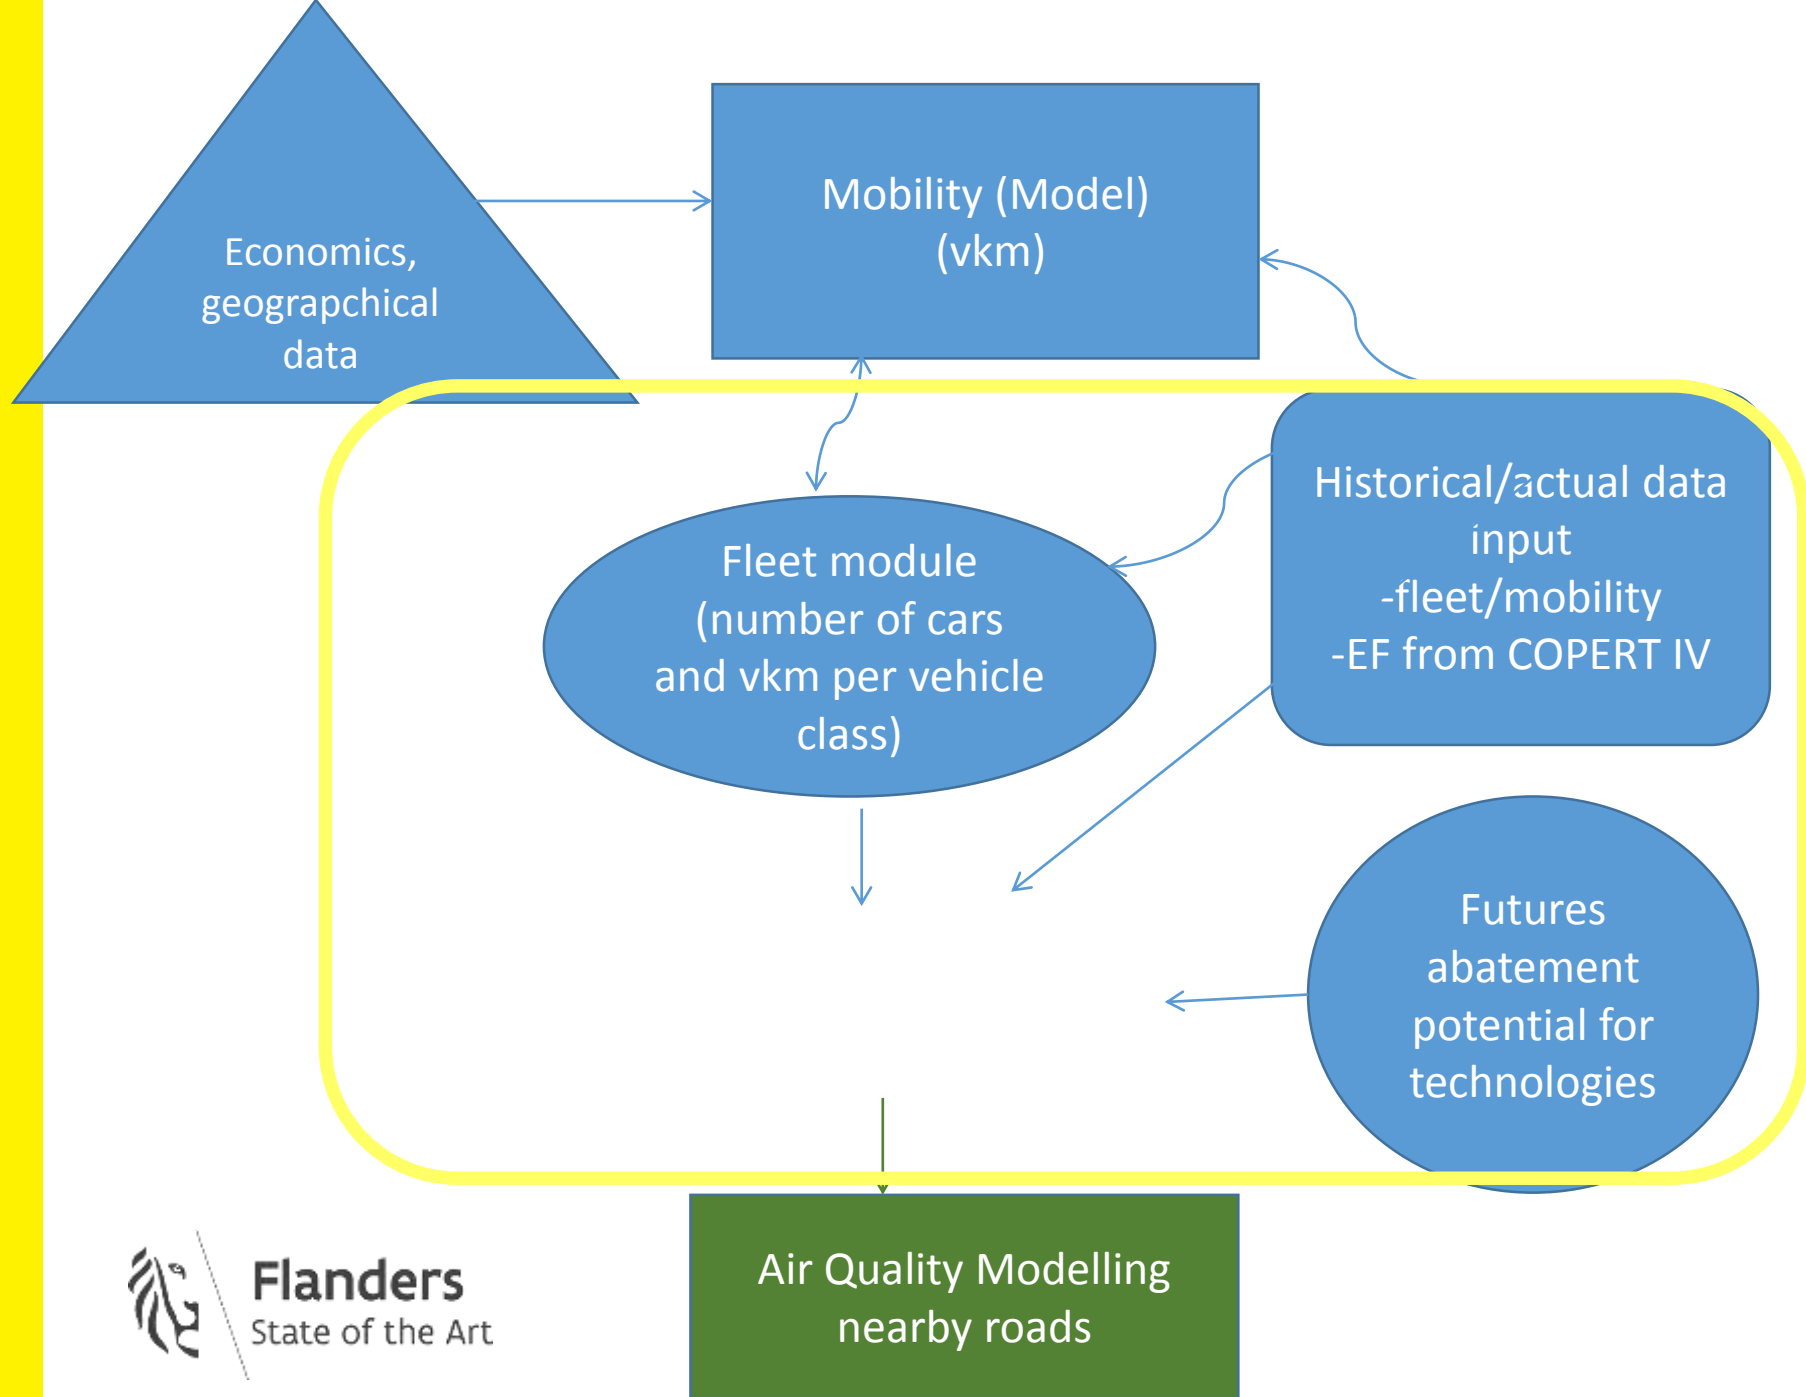 Economics,
geograpchical
data
Mobility (Model)
(vkm)
Historical/actual data
input
-fleet/mobility
-EF from COPERT IV
Fleet module
(number of cars
and vkm per vehicle
class)
Futures
abatement
potential for
technologies
Air Quality Modelling
nearby roads
Flanders
State of the Art